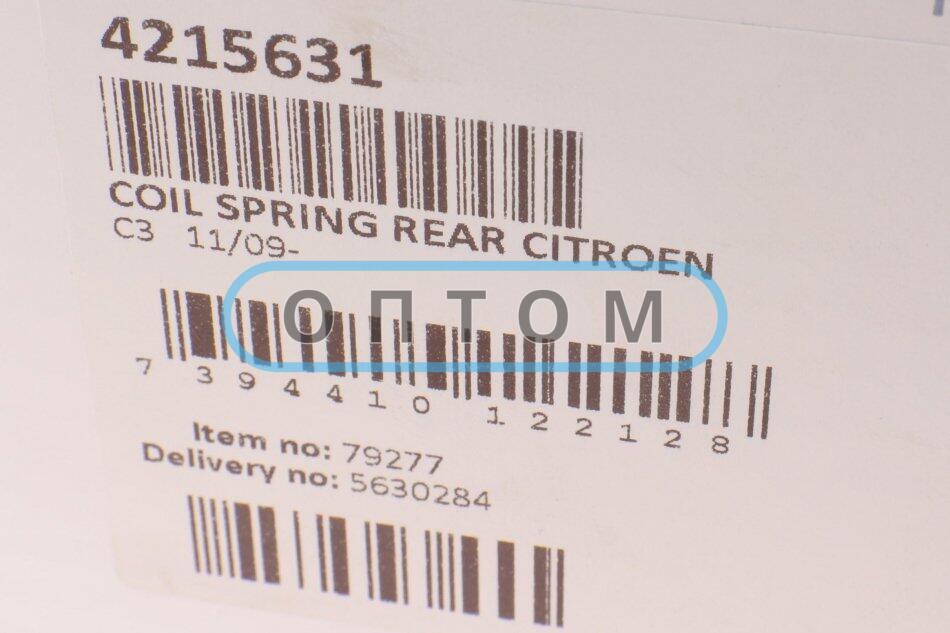 4215631
COIL SPRING REAR CITROEN
C3 11/09-
ОПТОМ
7 394410 122128
Item no: 79277
Delivery no: 5630284